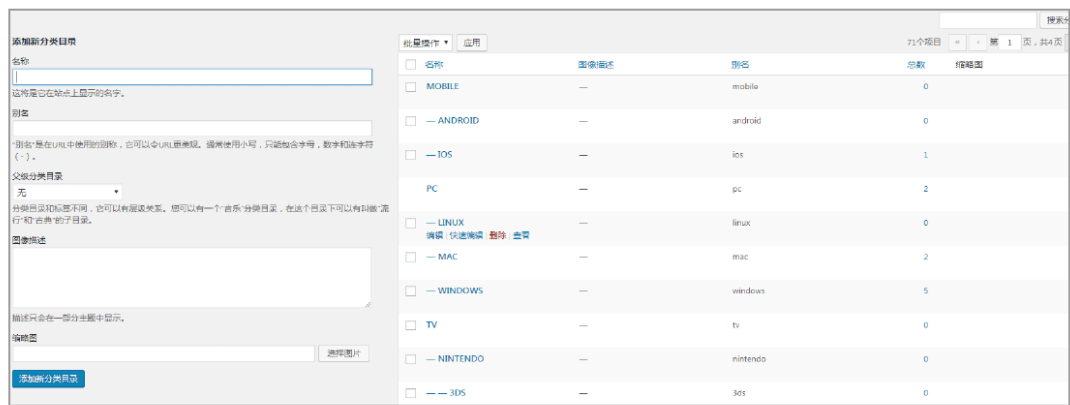 搜索分
添加新分类目录
名称
这将是它在站点上显示的名字。
别名
"别名"是在URL中使用的别称，它可以令URL更美观。通常使用小写，只能包含字母，数字和连字符
（-）。
父级分类目录
无
分类目录和标签不同，它可以有层级关系。您可以有一个"音乐"分类目录，在这个目录下可以有叫做"流
行"和"古典"的子目录。
图像描述
描述只会在一部分主题中显示。
缩略图
选择图片
添加新分类目录
批量操作 应用 71个项目 « ‹ 第 1 页，共4页
名称 图像描述 别名 总数 缩略图
MOBILE — mobile 0
— ANDROID — android 0
— IOS — ios 1
PC — pc 2
— LINUX — linux 0
编辑 | 快速编辑 | 删除 | 查看
— MAC — mac 2
— WINDOWS — windows 5
TV — tv 0
— NINTENDO — nintendo 0
— — 3DS — 3ds 0